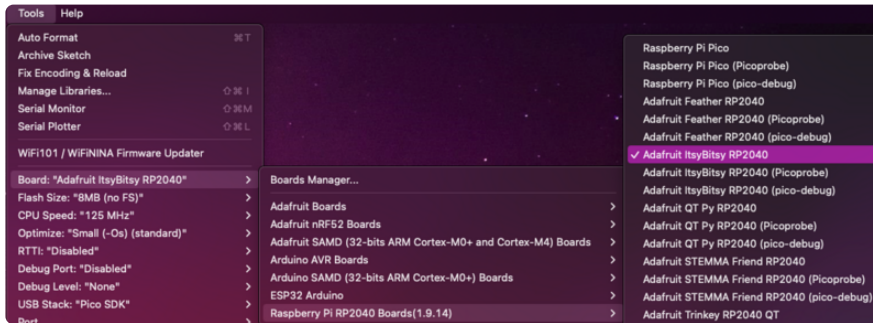 Tools Help
Auto Format ⌘T
Archive Sketch
Fix Encoding & Reload
Manage Libraries... ⇧⌘I
Serial Monitor ⇧⌘M
Serial Plotter ⇧⌘L
WiFi101 / WiFiNINA Firmware Updater
Board: "Adafruit ItsyBitsy RP2040"
Flash Size: "8MB (no FS)"
CPU Speed: "125 MHz"
Optimize: "Small (-Os) (standard)"
RTTI: "Disabled"
Debug Port: "Disabled"
Debug Level: "None"
USB Stack: "Pico SDK"
Port
Boards Manager...
Adafruit Boards
Adafruit nRF52 Boards
Adafruit SAMD (32-bits ARM Cortex-M0+ and Cortex-M4) Boards
Arduino AVR Boards
Arduino SAMD (32-bits ARM Cortex-M0+) Boards
ESP32 Arduino
Raspberry Pi RP2040 Boards(1.9.14)
Raspberry Pi Pico
Raspberry Pi Pico (Picoprobe)
Raspberry Pi Pico (pico-debug)
Adafruit Feather RP2040
Adafruit Feather RP2040 (Picoprobe)
Adafruit Feather RP2040 (pico-debug)
✓ Adafruit ItsyBitsy RP2040
Adafruit ItsyBitsy RP2040 (Picoprobe)
Adafruit ItsyBitsy RP2040 (pico-debug)
Adafruit QT Py RP2040
Adafruit QT Py RP2040 (Picoprobe)
Adafruit QT Py RP2040 (pico-debug)
Adafruit STEMMA Friend RP2040
Adafruit STEMMA Friend RP2040 (Picoprobe)
Adafruit STEMMA Friend RP2040 (pico-debug)
Adafruit Trinkey RP2040 QT